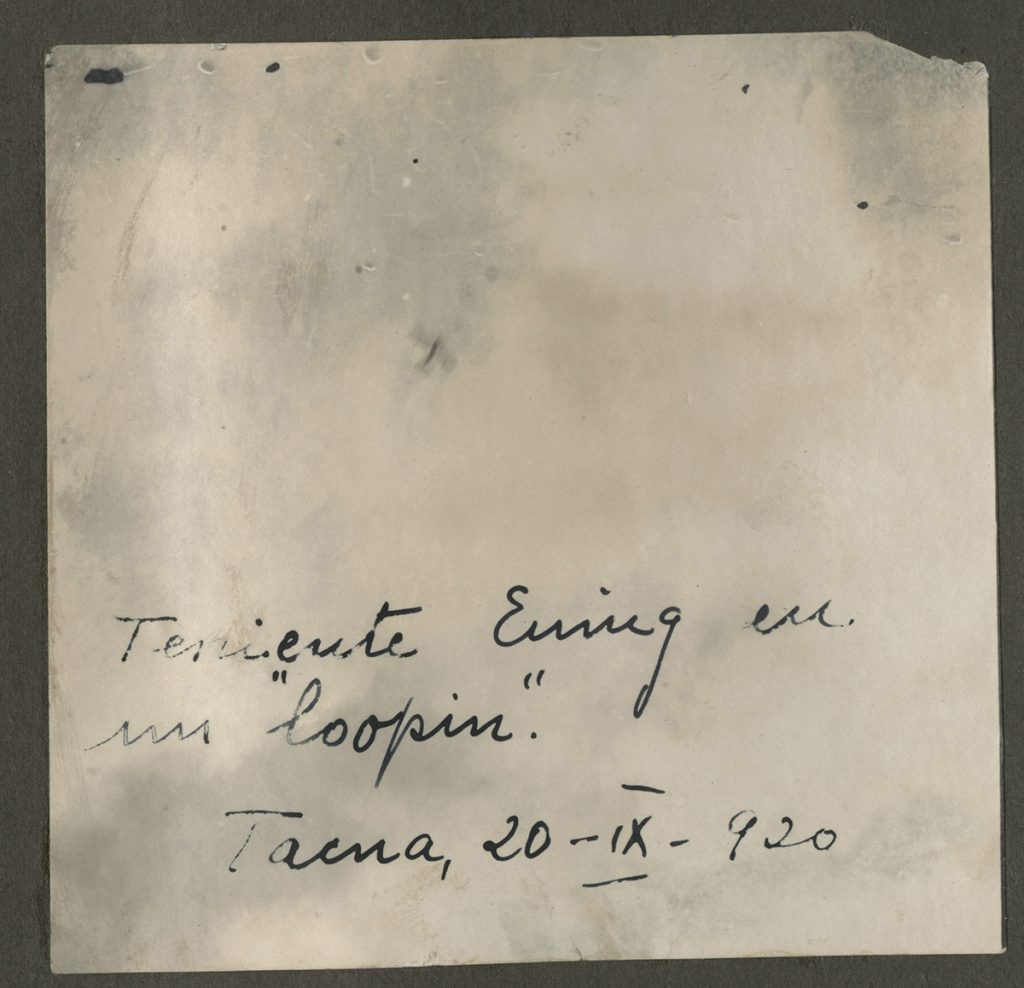 Teniente Ewing en
un "loopin".
Tacna, 20-IX-920